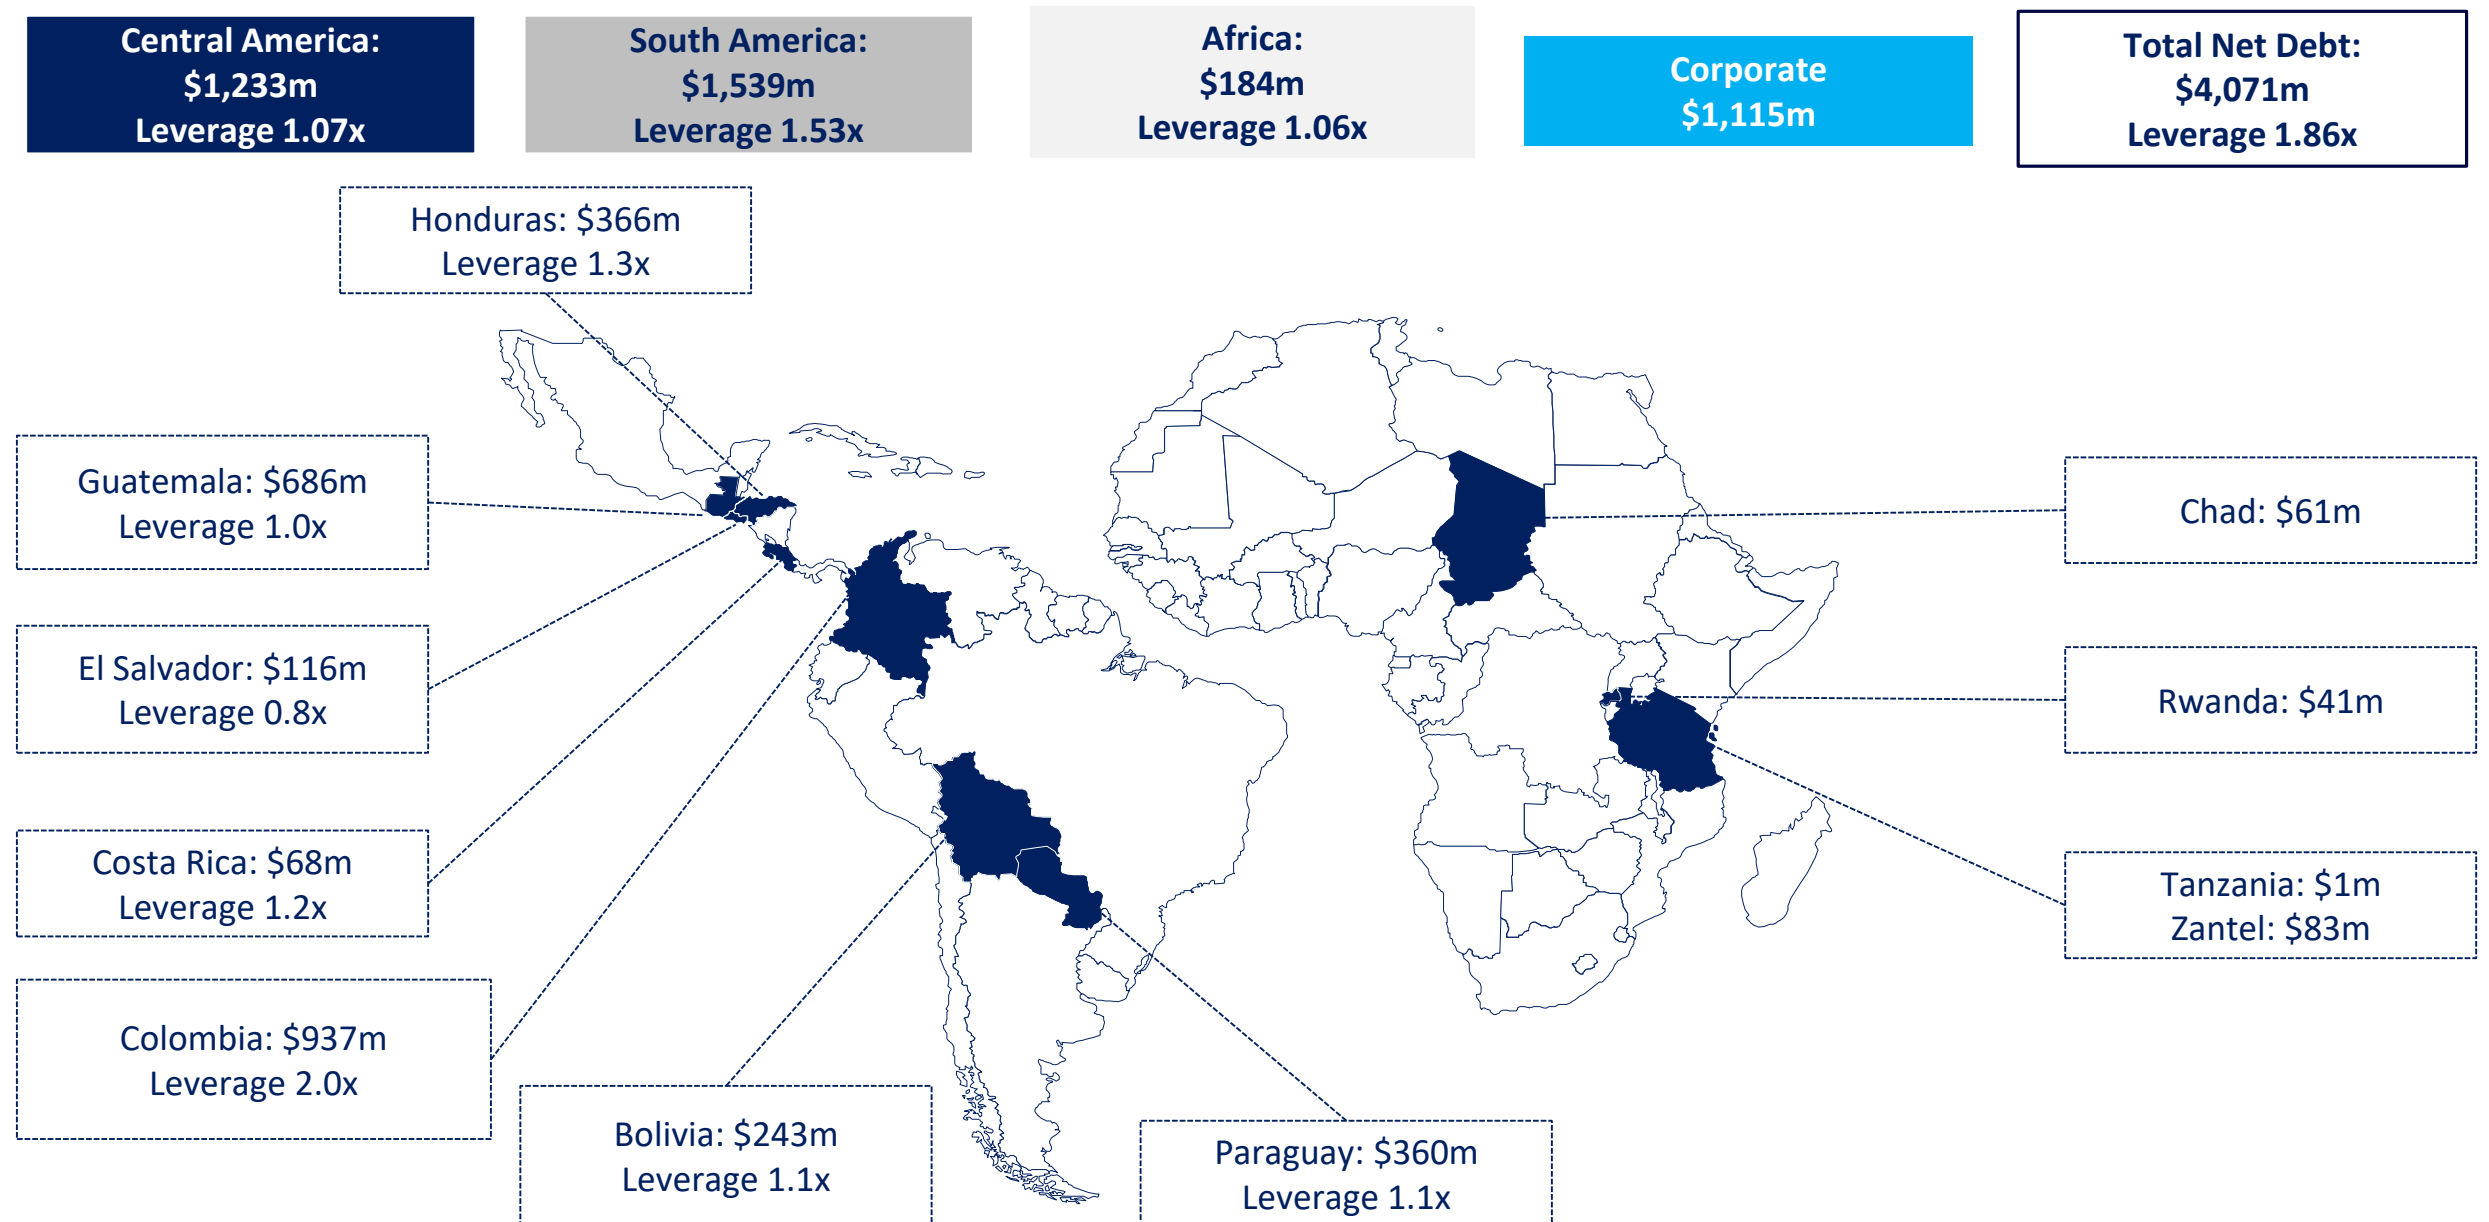 Central America:
$1,233m
Leverage 1.07x
South America:
$1,539m
Leverage 1.53x
Africa:
$184m
Leverage 1.06x
Corporate
$1,115m
Total Net Debt:
$4,071m
Leverage 1.86x
Honduras: $366m
Leverage 1.3x
Guatemala: $686m
Leverage 1.0x
El Salvador: $116m
Leverage 0.8x
Costa Rica: $68m
Leverage 1.2x
Colombia: $937m
Leverage 2.0x
Bolivia: $243m
Leverage 1.1x
Paraguay: $360m
Leverage 1.1x
Chad: $61m
Rwanda: $41m
Tanzania: $1m
Zantel: $83m